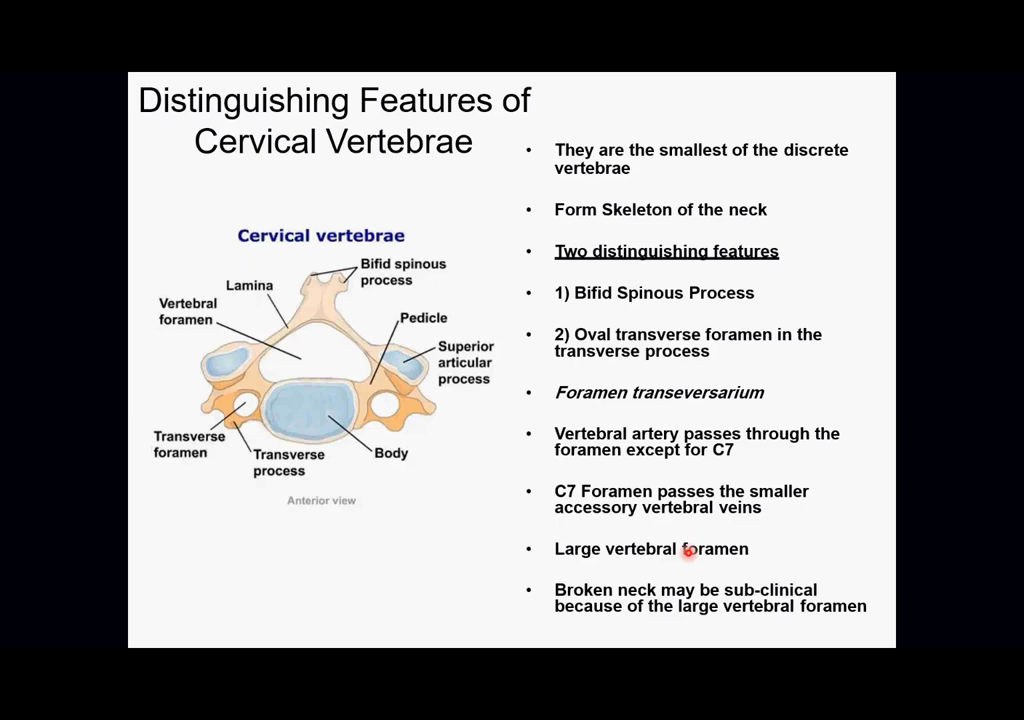 Distinguishing Features of
Cervical Vertebrae
Cervical vertebrae
Bifid spinous
process
Lamina
Vertebral
foramen
Pedicle
Superior
articular
process
Transverse
foramen
Transverse
process
Body
Anterior view
• They are the smallest of the discrete
vertebrae
• Form Skeleton of the neck
• Two distinguishing features
• 1) Bifid Spinous Process
• 2) Oval transverse foramen in the
transverse process
• Foramen transeversarium
• Vertebral artery passes through the
foramen except for C7
• C7 Foramen passes the smaller
accessory vertebral veins
• Large vertebral foramen
• Broken neck may be sub-clinical
because of the large vertebral foramen